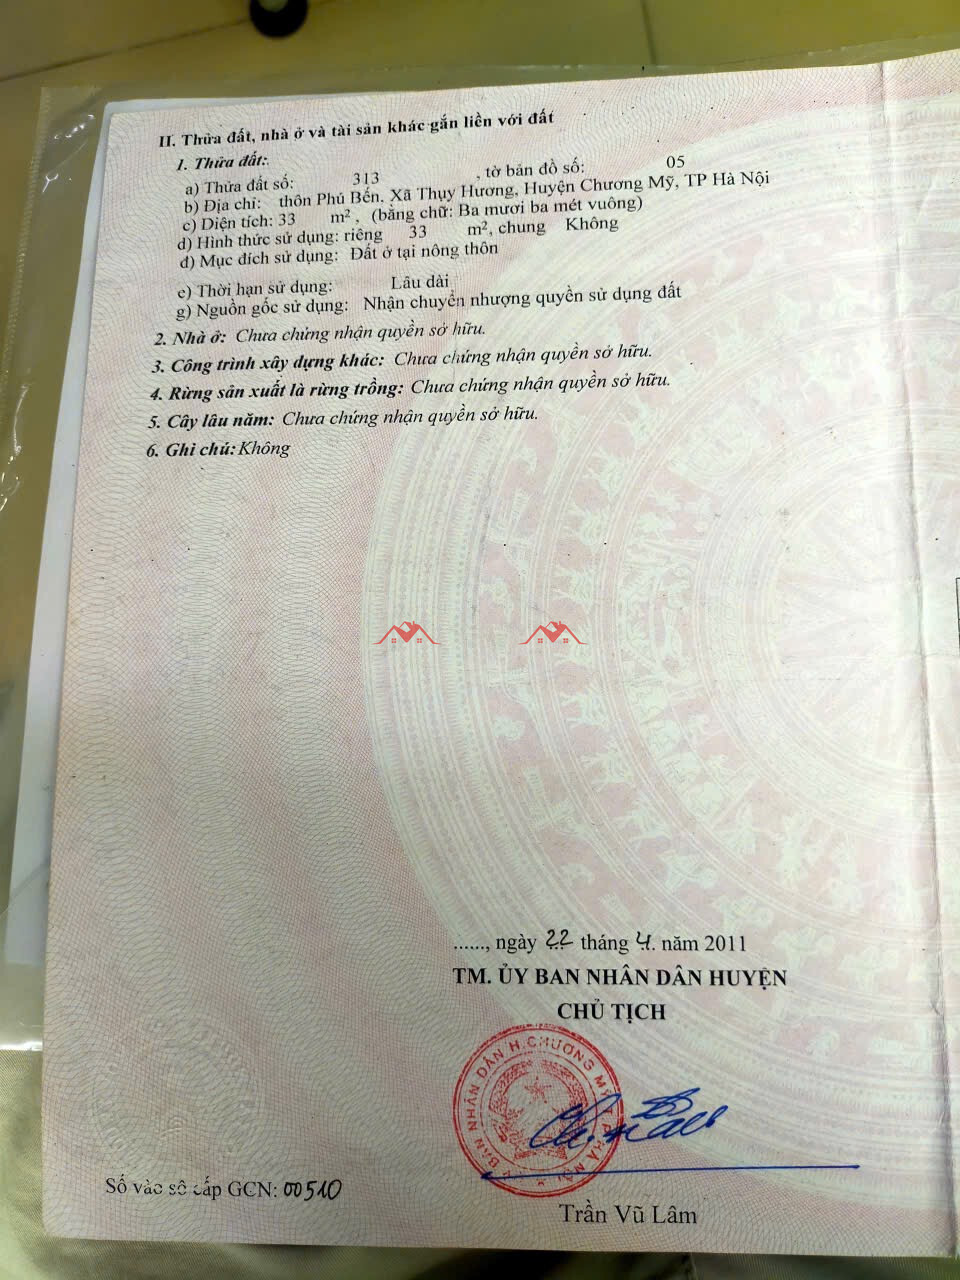 II. Thửa đất, nhà ở và tài sản khác gắn liền với đất
1. Thửa đất:
a) Thửa đất số: 313 , tờ bản đồ số: 05
b) Địa chỉ: thôn Phú Bến, Xã Thụy Hương, Huyện Chương Mỹ, TP Hà Nội
c) Diện tích: 33 m², (bằng chữ: Ba mươi ba mét vuông)
d) Hình thức sử dụng: riêng 33 m², chung Không
đ) Mục đích sử dụng: Đất ở tại nông thôn
e) Thời hạn sử dụng: Lâu dài
g) Nguồn gốc sử dụng: Nhận chuyển nhượng quyền sử dụng đất
2. Nhà ở: Chưa chứng nhận quyền sở hữu.
3. Công trình xây dựng khác: Chưa chứng nhận quyền sở hữu.
4. Rừng sản xuất là rừng trồng: Chưa chứng nhận quyền sở hữu.
5. Cây lâu năm: Chưa chứng nhận quyền sở hữu.
6. Ghi chú: Không
......, ngày 22 tháng 4. năm 2011
TM. ỦY BAN NHÂN DÂN HUYỆN
CHỦ TỊCH
BAN NHÂN DÂN H. CHƯƠNG MỸ
Trần Vũ Lâm
Số vào sổ cấp GCN: 00510